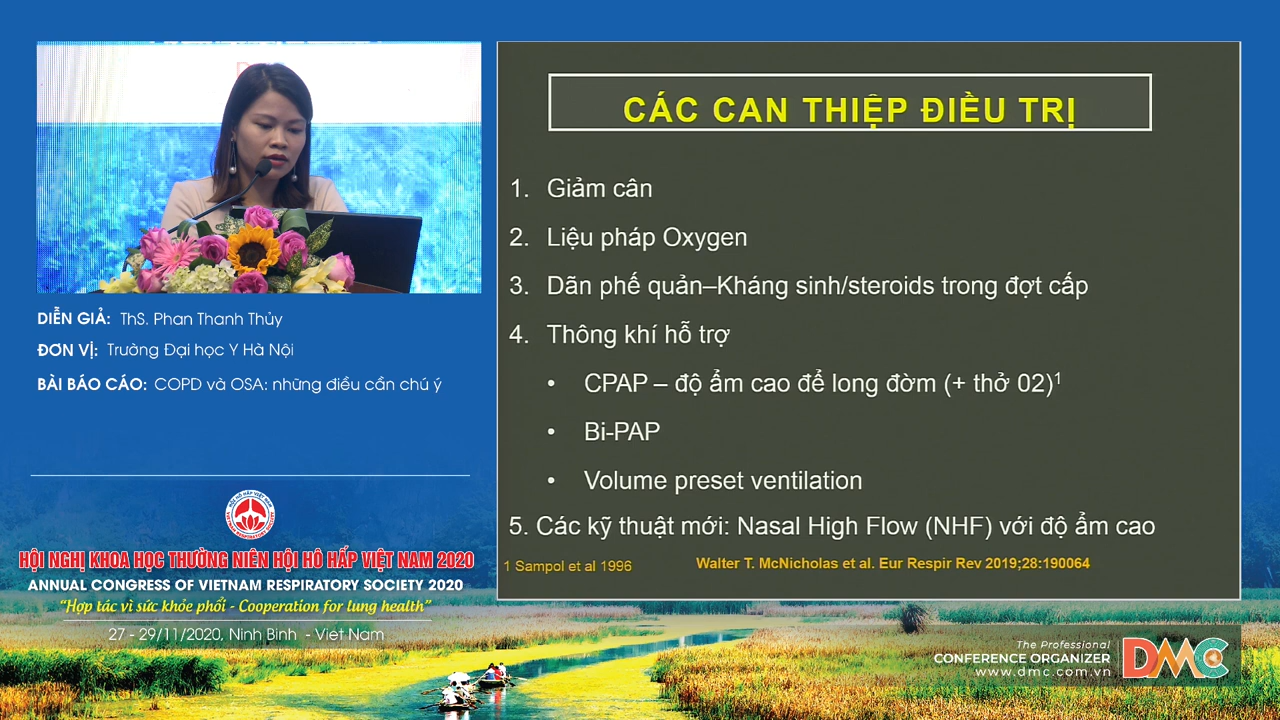 DIỄN GIẢ: ThS. Phan Thanh Thủy
ĐƠN VỊ: Trường Đại học Y Hà Nội
BÀI BÁO CÁO: COPD và OSA: những điều cần chú ý
HỘI HÔ HẤP VIỆT NAM
HỘI NGHỊ KHOA HỌC THƯỜNG NIÊN HỘI HÔ HẤP VIỆT NAM 2020
ANNUAL CONGRESS OF VIETNAM RESPIRATORY SOCIETY 2020
“Hợp tác vì sức khỏe phổi - Cooperation for lung health”
27 - 29/11/2020, Ninh Bình - Việt Nam
CÁC CAN THIỆP ĐIỀU TRỊ
1. Giảm cân
2. Liệu pháp Oxygen
3. Dãn phế quản–Kháng sinh/steroids trong đợt cấp
4. Thông khí hỗ trợ
• CPAP – độ ẩm cao để long đờm (+ thở 02)1
• Bi-PAP
• Volume preset ventilation
5. Các kỹ thuật mới: Nasal High Flow (NHF) với độ ẩm cao
1 Sampol et al 1996
Walter T. McNicholas et al. Eur Respir Rev 2019;28:190064
The Professional
CONFERENCE ORGANIZER
www.dmc.com.vn
DMC